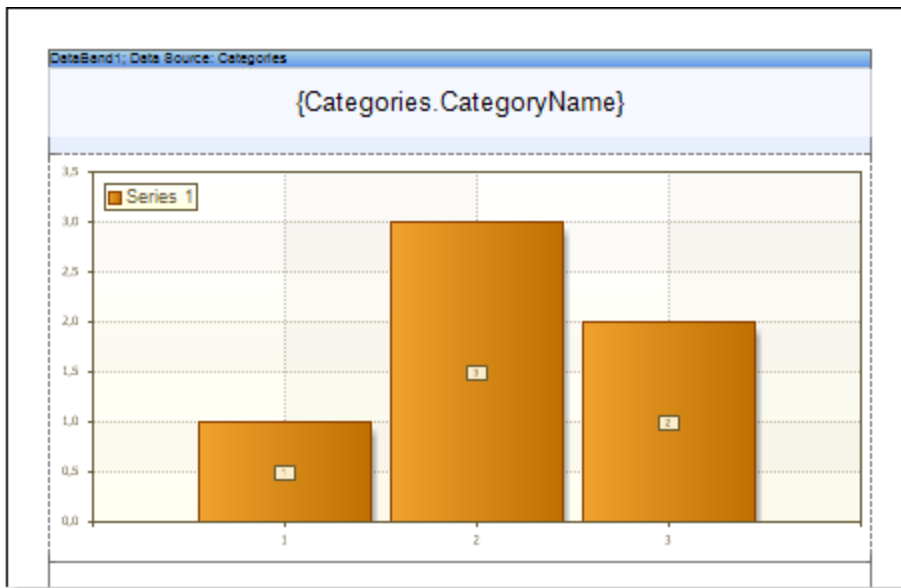 DataBand1; Data Source: Categories
{Categories.CategoryName}
3,5
Series 1
3,0
2,5
2,0
1,5
3
1,0
2
0,5
1
0,0
1 2 3